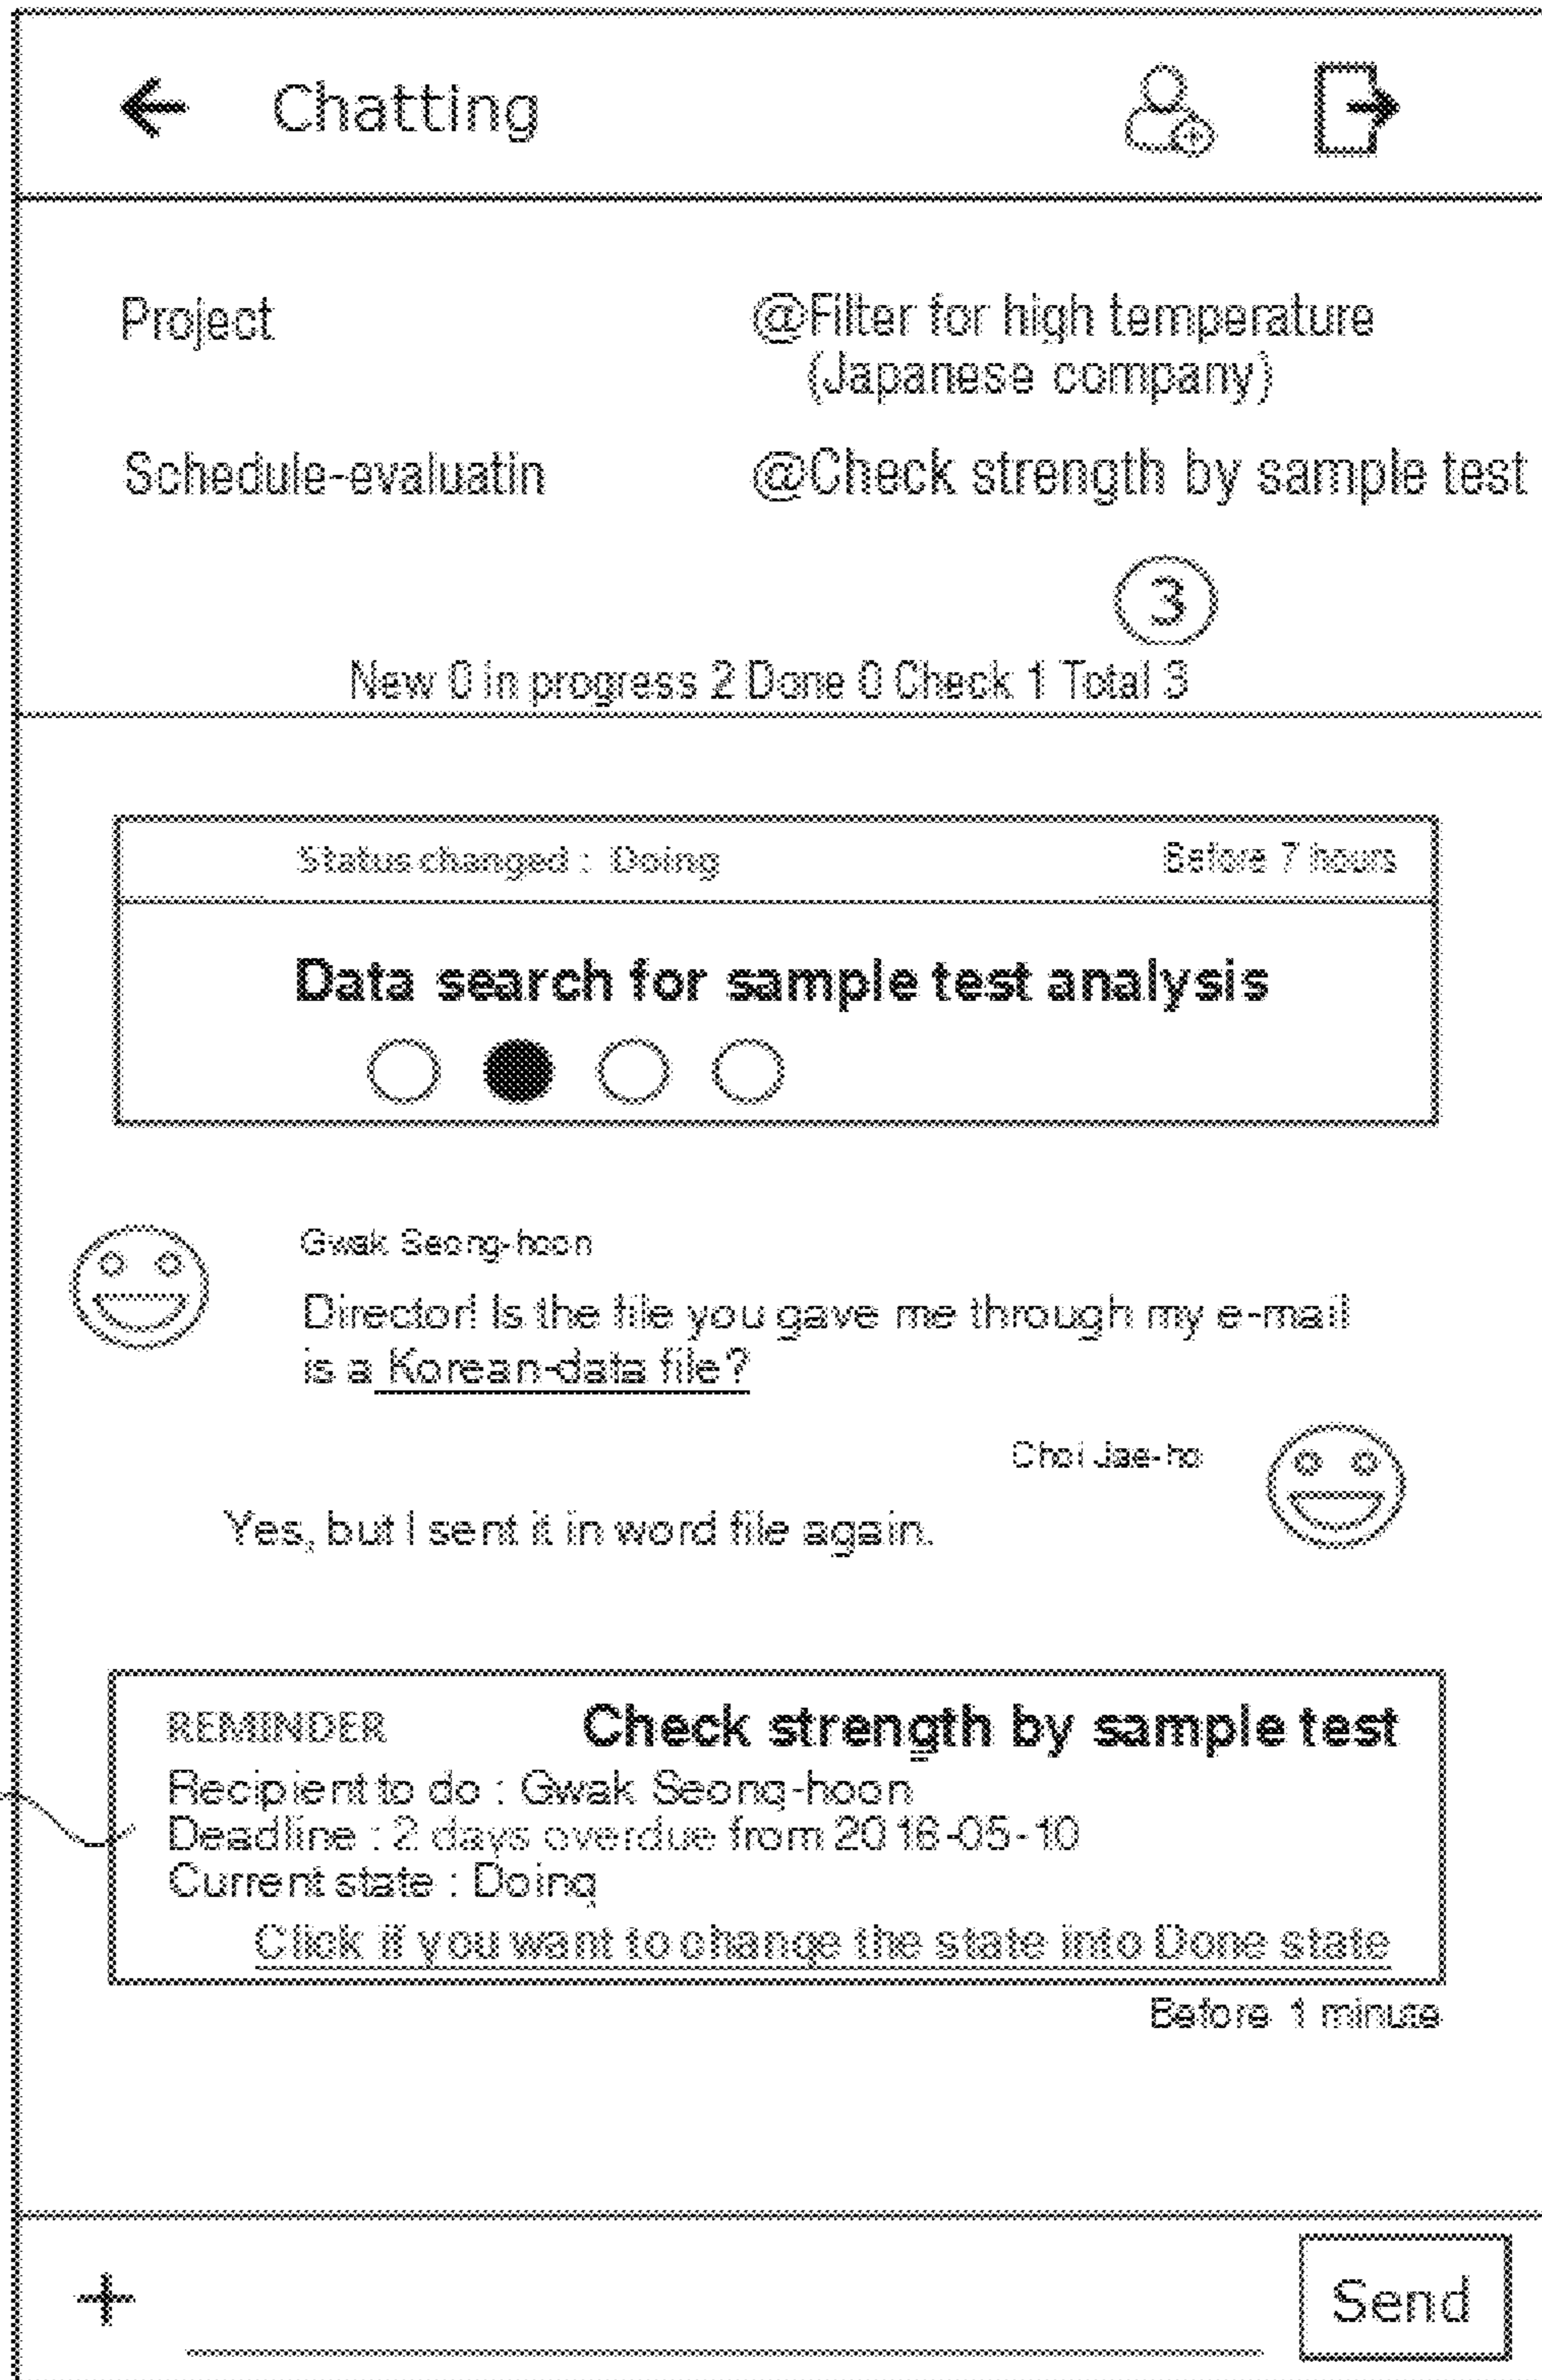 Chatting
Project @Filter for high temperature
(Japanese company)
Schedule-evaluatin @Check strength by sample test
3
New 0 in progress 2 Done 0 Check 1 Total 3
Status changed : Doing Before 7 hours
Data search for sample test analysis
Gwak Seong-hoon
Director! Is the file you gave me through my e-mail
is a Korean-data file?
Choi Jae-ho
Yes, but I sent it in word file again.
REMINDER Check strength by sample test
Recipient to do : Gwak Seong-hoon
Deadline : 2 days overdue from 2016-05-10
Current state : Doing
Click if you want to change the state into Done state
Before 1 minute
+
Send